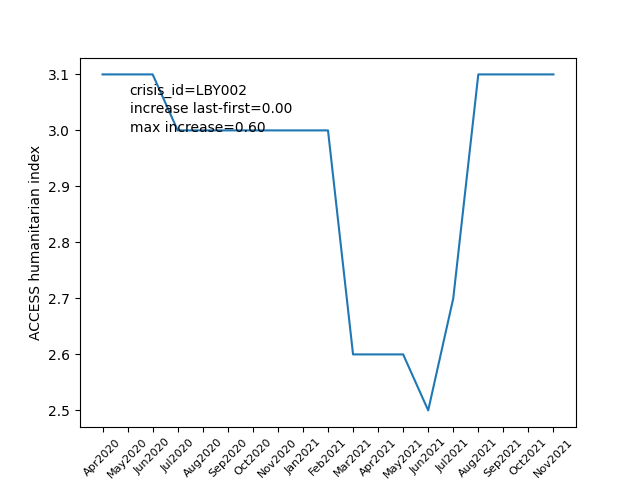 3.1
crisis_id=LBY002
increase last-first=0.00
3.0
max increase=0.60
2.9
2.8
2.7
2.6
2.5
ACCESS humanitarian index
Apr2020
May2020
Jun2020
Jul2020
Aug2020
Sep2020
Oct2020
Nov2020
Jan2021
Feb2021
Mar2021
Apr2021
May2021
Jun2021
Jul2021
Aug2021
Sep2021
Oct2021
Nov2021